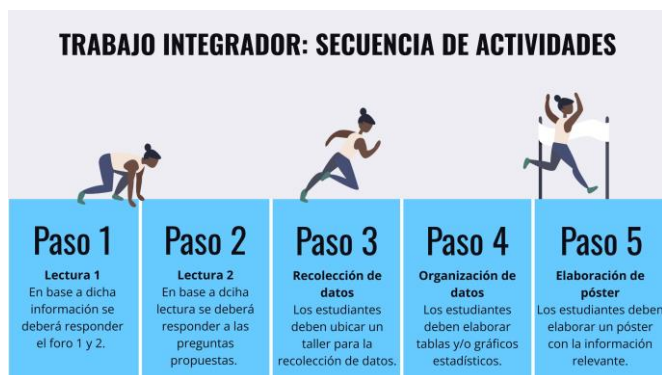 TRABAJO INTEGRADOR: SECUENCIA DE ACTIVIDADES
Paso 1
Lectura 1
En base a dicha
información se
deberá responder
el foro 1 y 2.
Paso 2
Lectura 2
En base a dciha
lectura se deberá
responder a las
preguntas
propuestas.
Paso 3
Recolección de
datos
Los estudiantes
deben ubicar un
taller para la
recolección de datos.
Paso 4
Organización de
datos
Los estudiantes
deben elaborar
tablas y/o gráficos
estadísticos.
Paso 5
Elaboración de
póster
Los estudiantes deben
elaborar un póster
con la información
relevante.